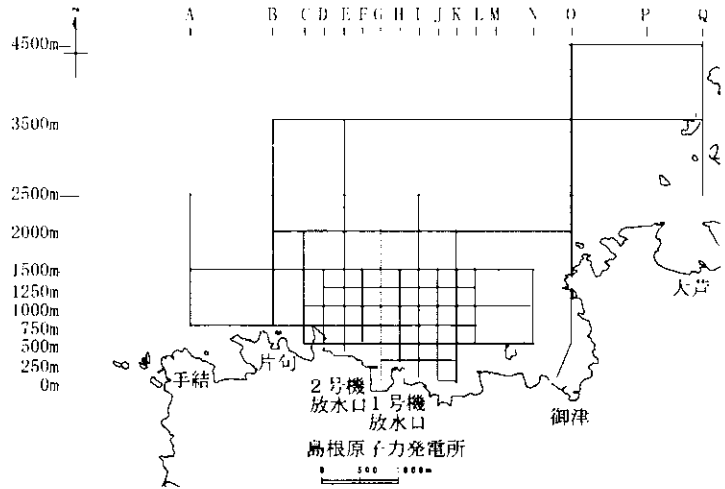 A B C D E F G H I J K L M N O P Q
4500m
3500m
2500m
2000m
1500m
1250m
1000m
750m
500m
250m
0m
大芦
手結
片句
御津
2号機
放水口
1号機
放水口
島根原子力発電所
0 500 1000m